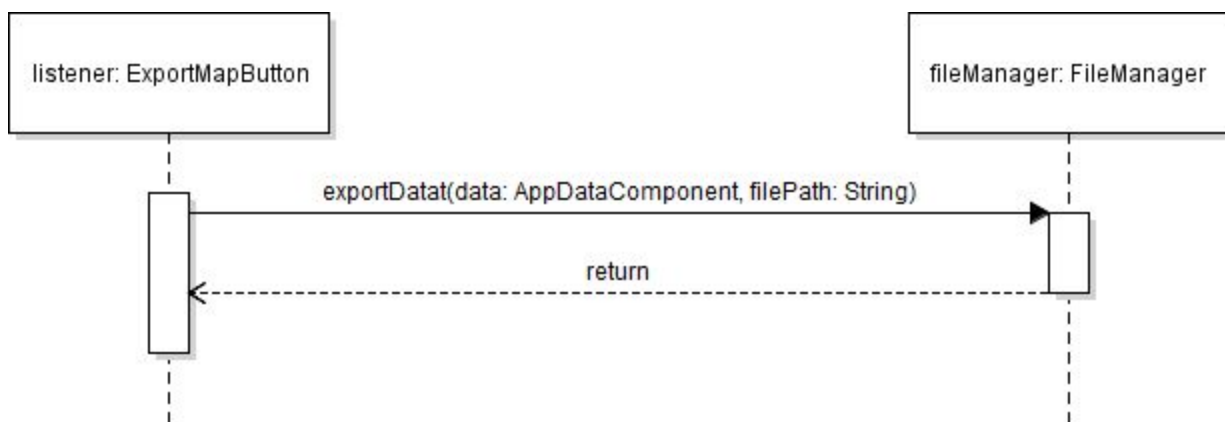 listener: ExportMapButton
fileManager: FileManager
exportDatat(data: AppDataComponent, filePath: String)
return